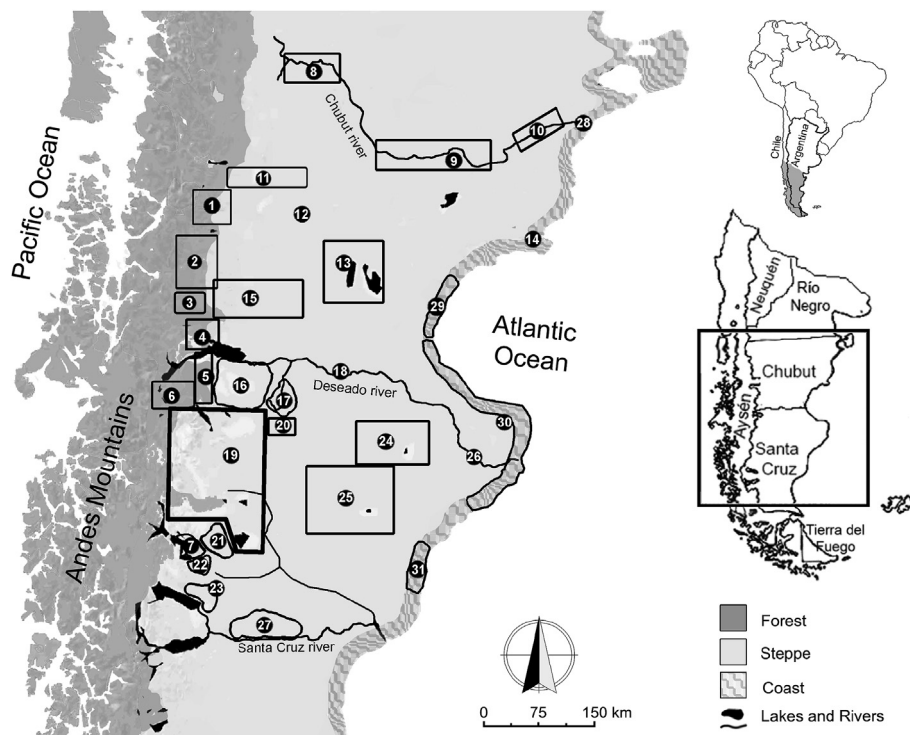 8
Chubut river
10
28
9
11
1
12
14
2
13
15
3
29
4
Pacific Ocean
Atlantic
Ocean
18
Deseado river
5
16
6
17
20
30
24
19
26
25
Andes Mountains
7
21
22
31
23
27
Santa Cruz river
0 75 150 km
Chile
Argentina
Neuquén
Río
Negro
Chubut
Aysén
Santa
Cruz
Tierra del
Fuego
Forest
Steppe
Coast
Lakes and Rivers